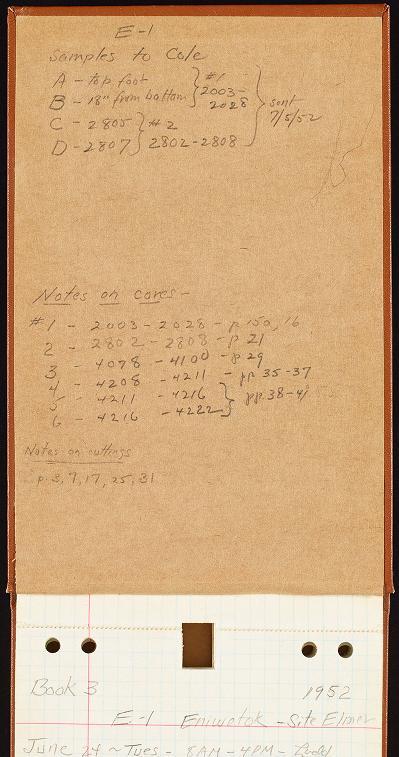 E-1
Samples to Cole
A - top foot } #1
B - 18" from bottom } 2003-2028 } sent 7/5/52
C - 2805 } #2
D - 2807 } 2802-2808
15
Notes on cores -
#1 - 2003 - 2028 - p 15a, 16
2 - 2802 - 2808 - p 21
3 - 4078 - 4100 - p 29
4 - 4208 - 4211 - pp 35-37
5 - 4211 - 4216 } pp 38-41
6 - 4216 - 4222 }
Notes on cuttings
p. 3, 7, 17, 25, 31
Book 3 1952
E-1 Eniwetok - Site Elmer
June 24 - Tues - 8AM - 4PM - Ladd